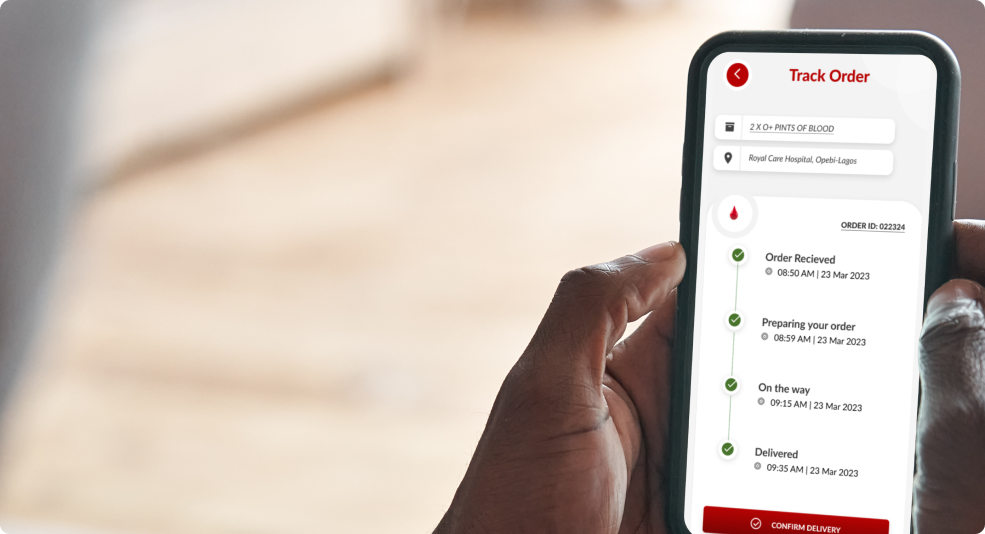 Track Order
2 X O+ PINTS OF BLOOD
Royal Care Hospital, Opebi-Lagos
ORDER ID: 022324
Order Recieved
08:50 AM | 23 Mar 2023
Preparing your order
08:59 AM | 23 Mar 2023
On the way
09:15 AM | 23 Mar 2023
Delivered
09:35 AM | 23 Mar 2023
CONFIRM DELIVERY